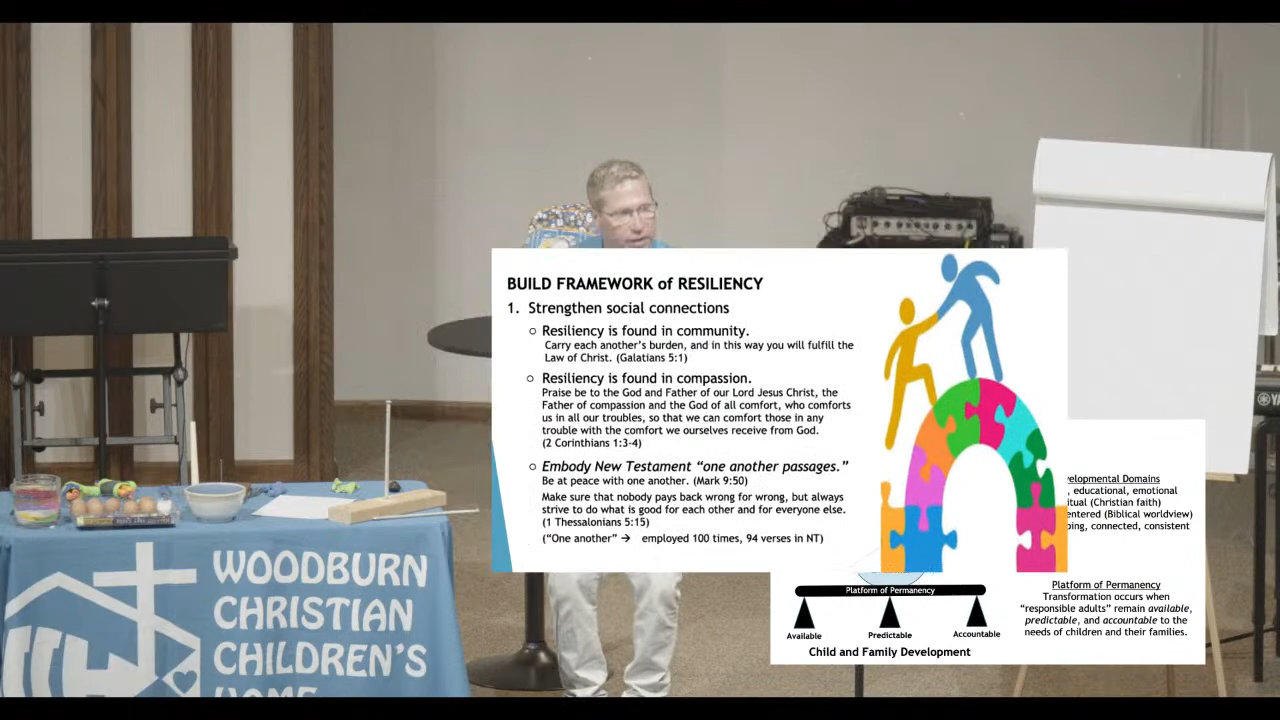 BUILD FRAMEWORK of RESILIENCY
1. Strengthen social connections
Resiliency is found in community.
Carry each another's burden, and in this way you will fulfill the
Law of Christ. (Galatians 5:1)
Resiliency is found in compassion.
Praise be to the God and Father of our Lord Jesus Christ, the
Father of compassion and the God of all comfort, who comforts
us in all our troubles, so that we can comfort those in any
trouble with the comfort we ourselves receive from God.
(2 Corinthians 1:3-4)
Embody New Testament “one another passages.”
Be at peace with one another. (Mark 9:50)
Make sure that nobody pays back wrong for wrong, but always
strive to do what is good for each other and for everyone else.
(1 Thessalonians 5:15)
(“One another” → employed 100 times, 94 verses in NT)
Domains
, educational, emotional
(Christian faith)
(Biblical worldview)
, connected, consistent
Platform of Permanency
Transformation occurs when
“responsible adults” remain available,
predictable, and accountable to the
needs of children and their families.
Platform of Permanency
Available
Predictable
Accountable
Child and Family Development
WOODBURN
CHRISTIAN
CHILDREN'S
HOME